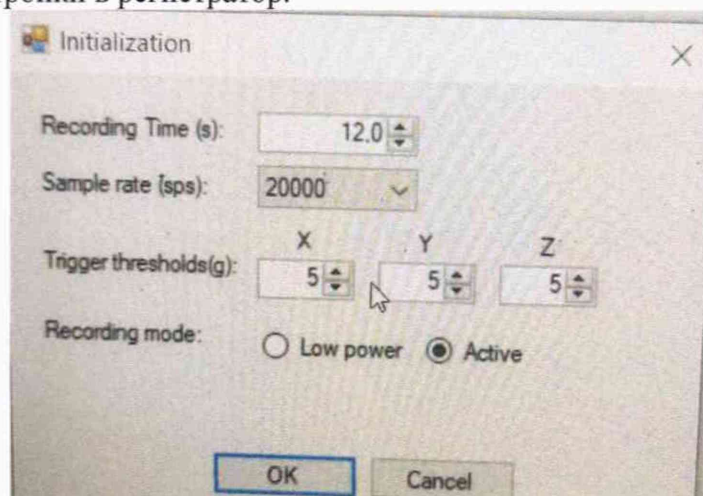 в регистратор.
Initialization
Recording Time (s): 12.0
Sample rate (sps): 20000
X Y Z
Trigger thresholds(g): 5 5 5
Recording mode: Low power Active
OK Cancel